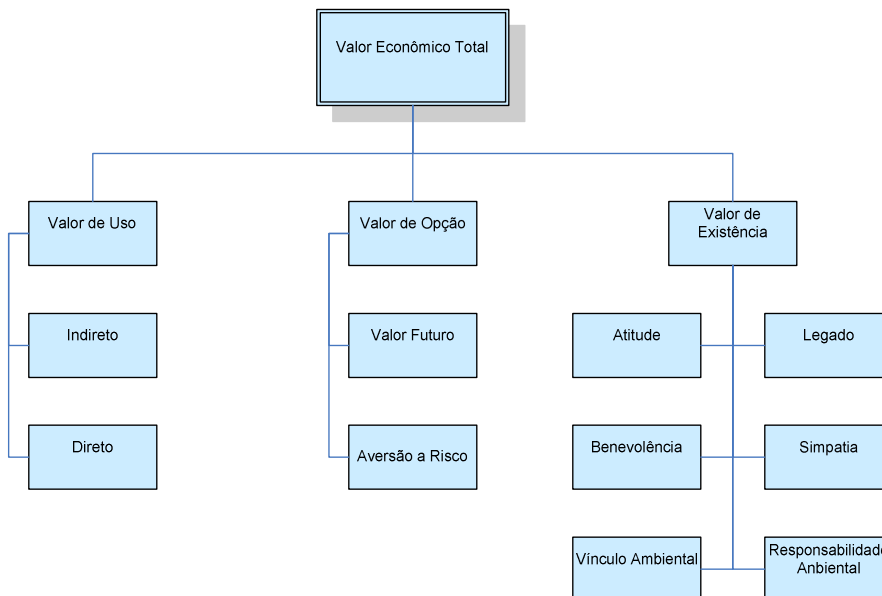 Valor Econômico Total
Valor de Uso
Valor de Opção
Valor de
Existência
Indireto
Valor Futuro
Atitude
Legado
Direto
Aversão a Risco
Benevolência
Simpatia
Vínculo Ambiental
Responsabilidade
Anbiental